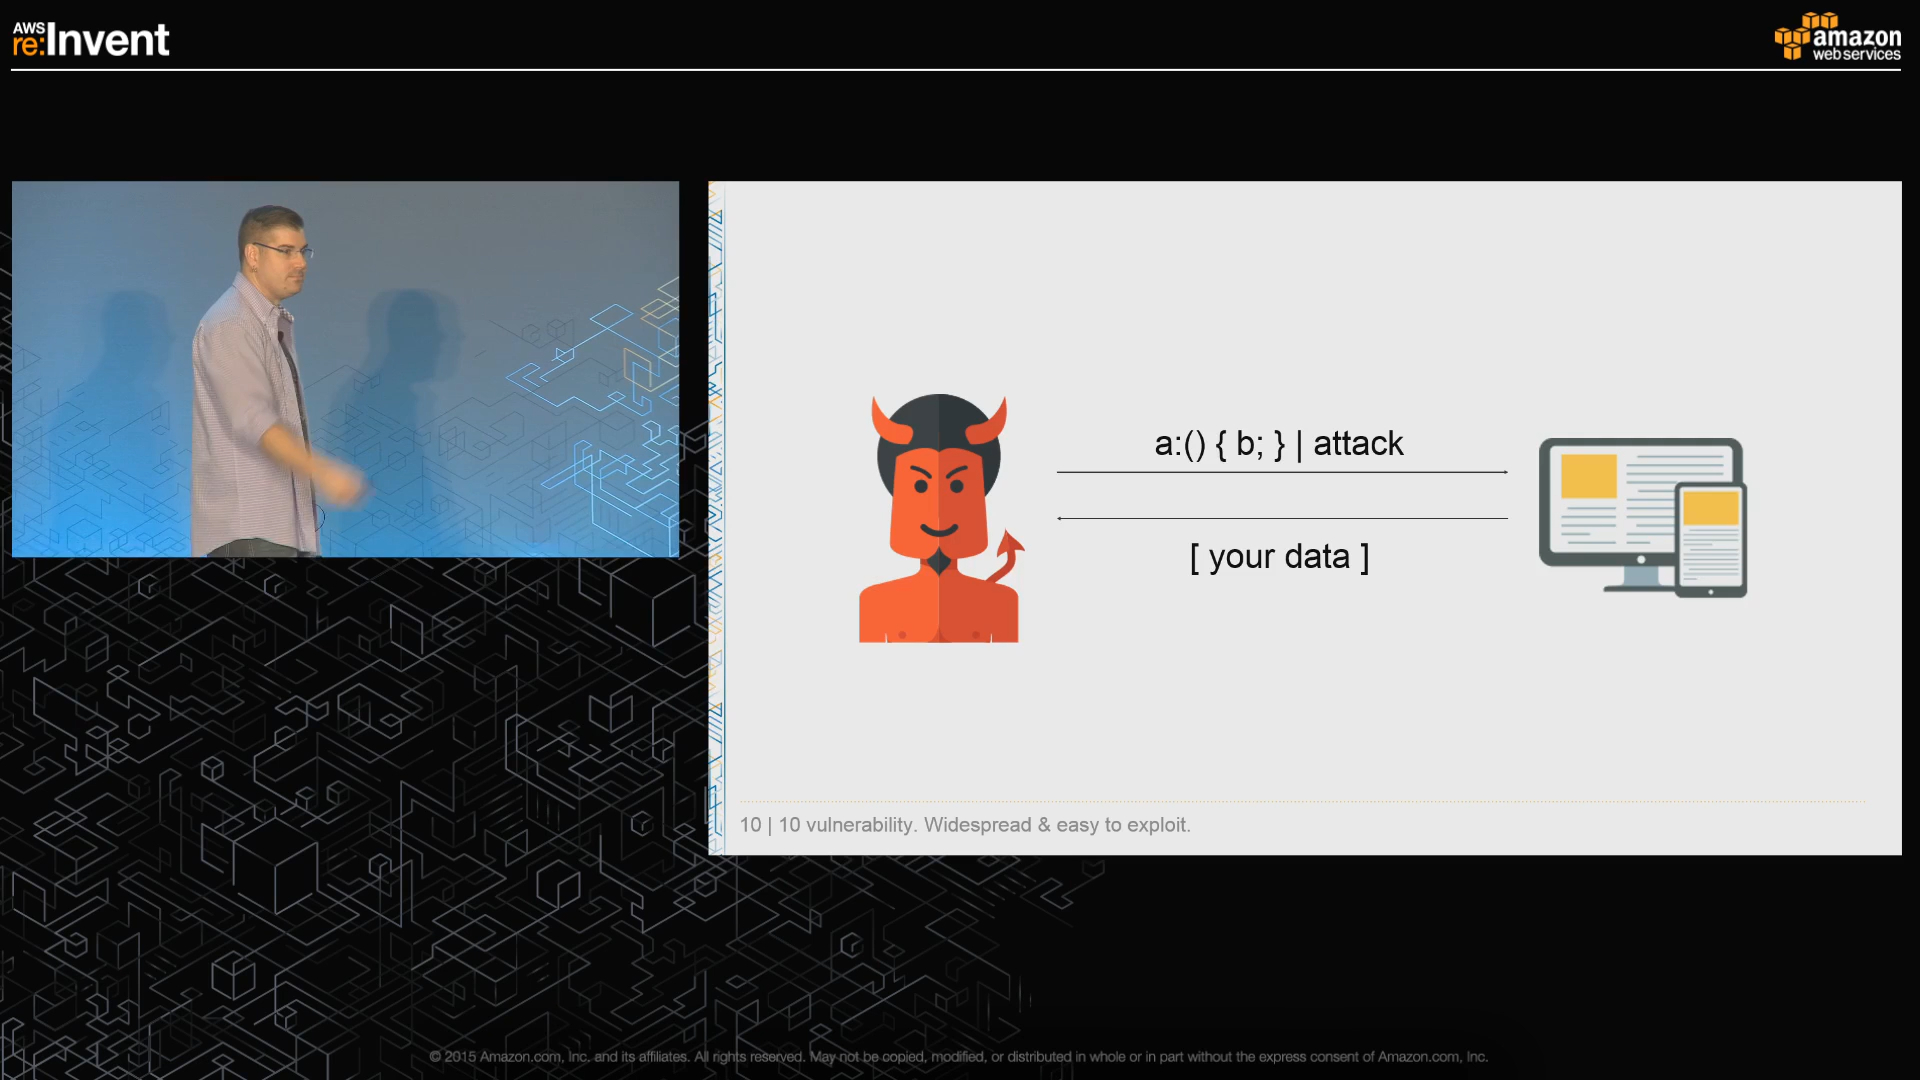 AWS
re:Invent
amazon
web services
a:() { b; } | attack
[ your data ]
10 | 10 vulnerability. Widespread & easy to exploit.
© 2015 Amazon.com, Inc. and its affiliates. All rights reserved. May not be copied, modified, or distributed in whole or in part without the express consent of Amazon.com, Inc.